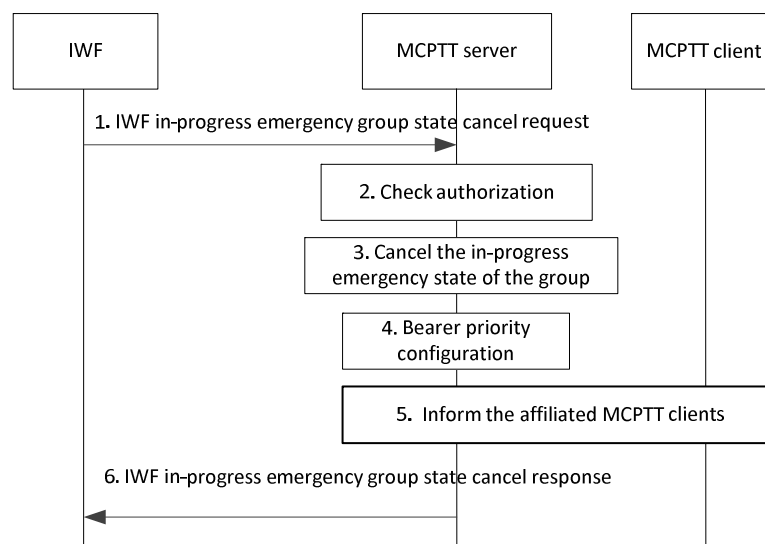 IWF
MCPTT server
MCPTT client
1. IWF in-progress emergency group state cancel request
2. Check authorization
3. Cancel the in-progress
emergency state of the group
4. Bearer priority
configuration
5. Inform the affiliated MCPTT clients
6. IWF in-progress emergency group state cancel response